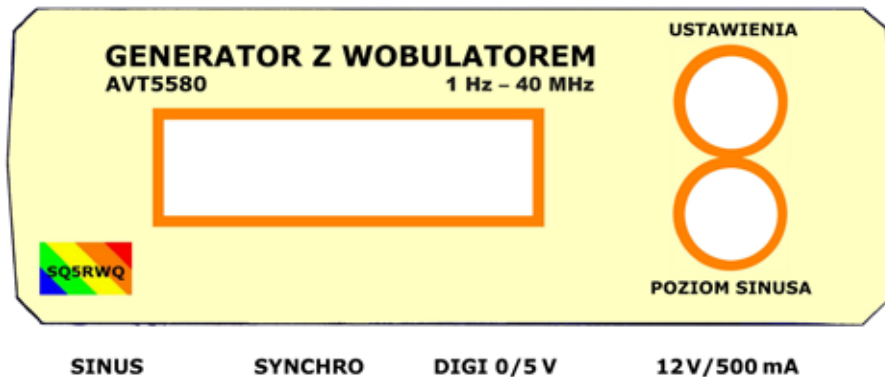 USTAWIENIA
GENERATOR Z WOBULATOREM
AVT5580 1 Hz – 40 MHz
SQ5RWQ
POZIOM SINUSA
SINUS SYNCHRO DIGI 0/5 V 12V/500 mA